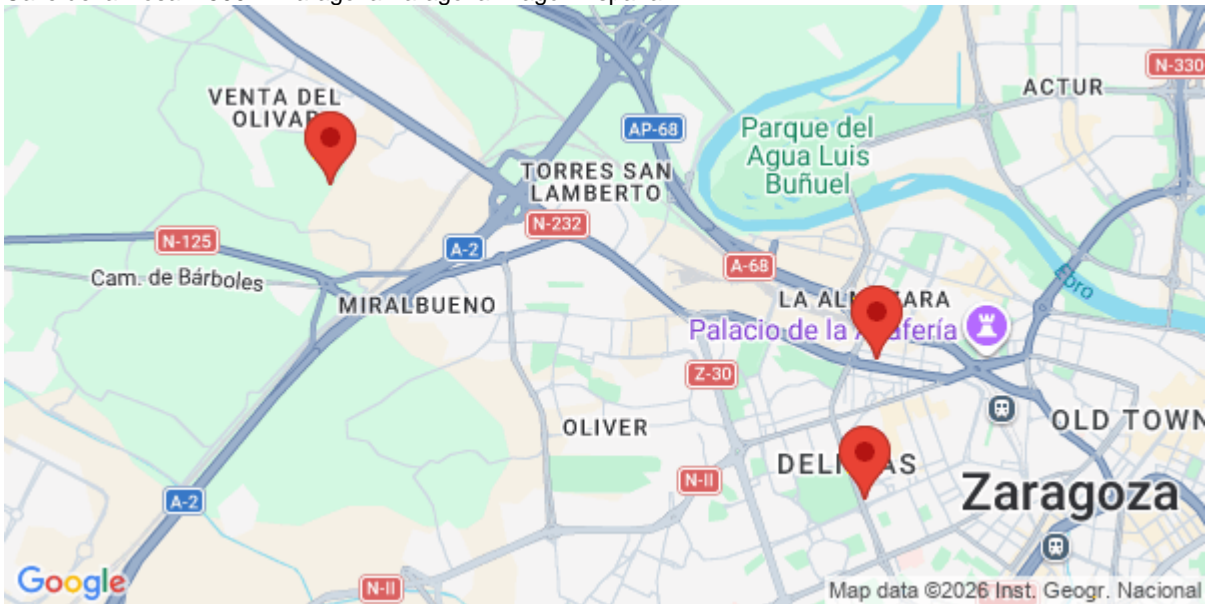 VENTA DEL
N-330
ACTUR
AP-68
Parque del
Agua Luis
Buñuel
TORRES SAN
LAMBERTO
N-232
N-125
A-2
A-68
Cam. de Bárboles
Ebro
MIRALBUENO
LA
Palacio de la
Z-30
OLIVER
OLD TOWN
N-II
A-2
Zaragoza
N-II
Google
Map data ©2026 Inst. Geogr. Nacional